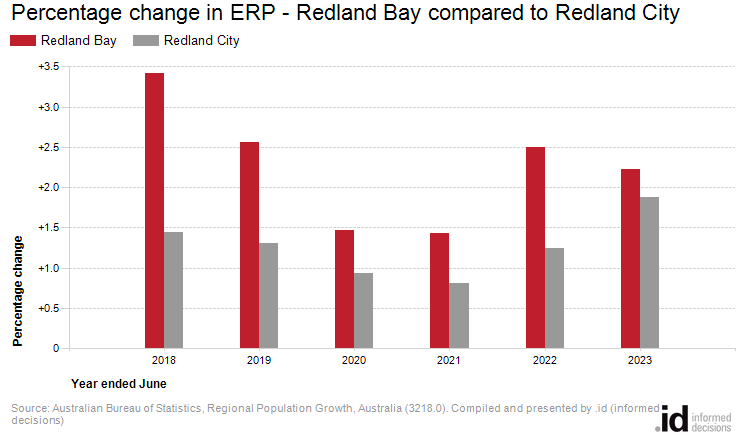 Percentage change in ERP - Redland Bay compared to Redland City
Redland Bay Redland City
+3.5
+3.0
+2.5
+2.0
+1.5
+1.0
+0.5
0
Percentage change
2018 2019 2020 2021 2022 2023
Year ended June
Source: Australian Bureau of Statistics, Regional Population Growth, Australia (3218.0). Compiled and presented by .id (informed
decisions)
.id informed
decisions